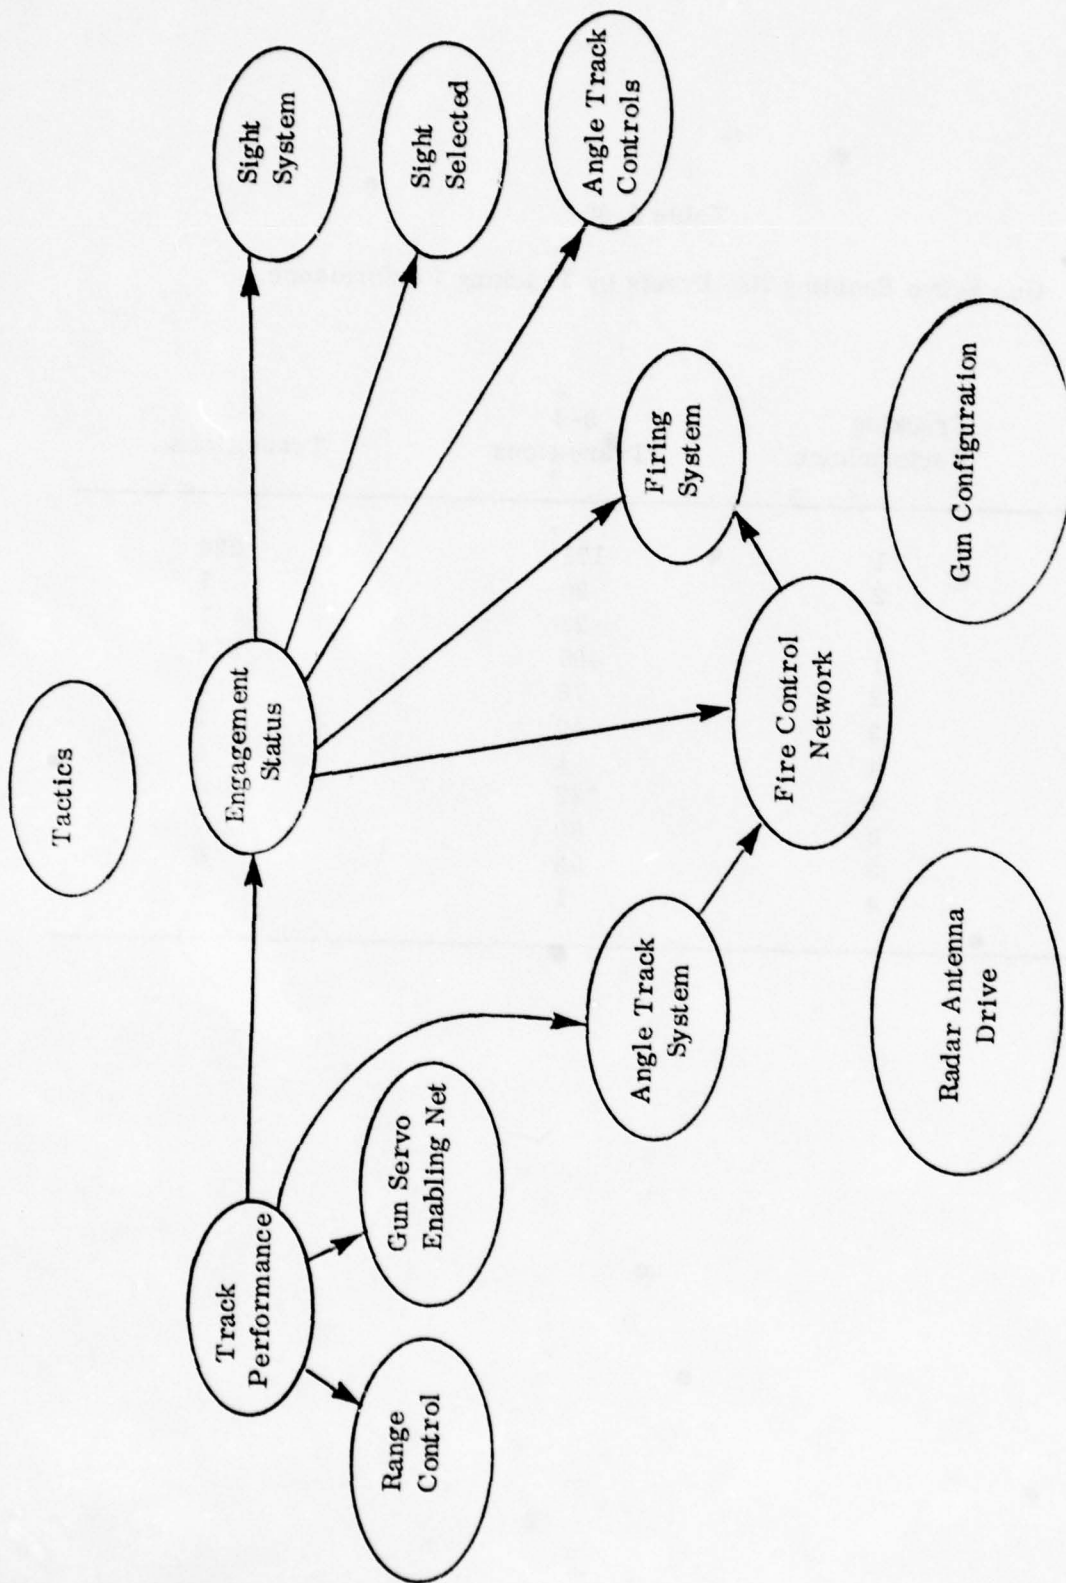 Tactics
Track
Performance
Engagement
Status
Sight
System
Range
Control
Gun Servo
Enabling Net
Sight
Selected
Angle Track
System
Firing
System
Angle Track
Controls
Fire Control
Network
Radar Antenna
Drive
Gun Configuration